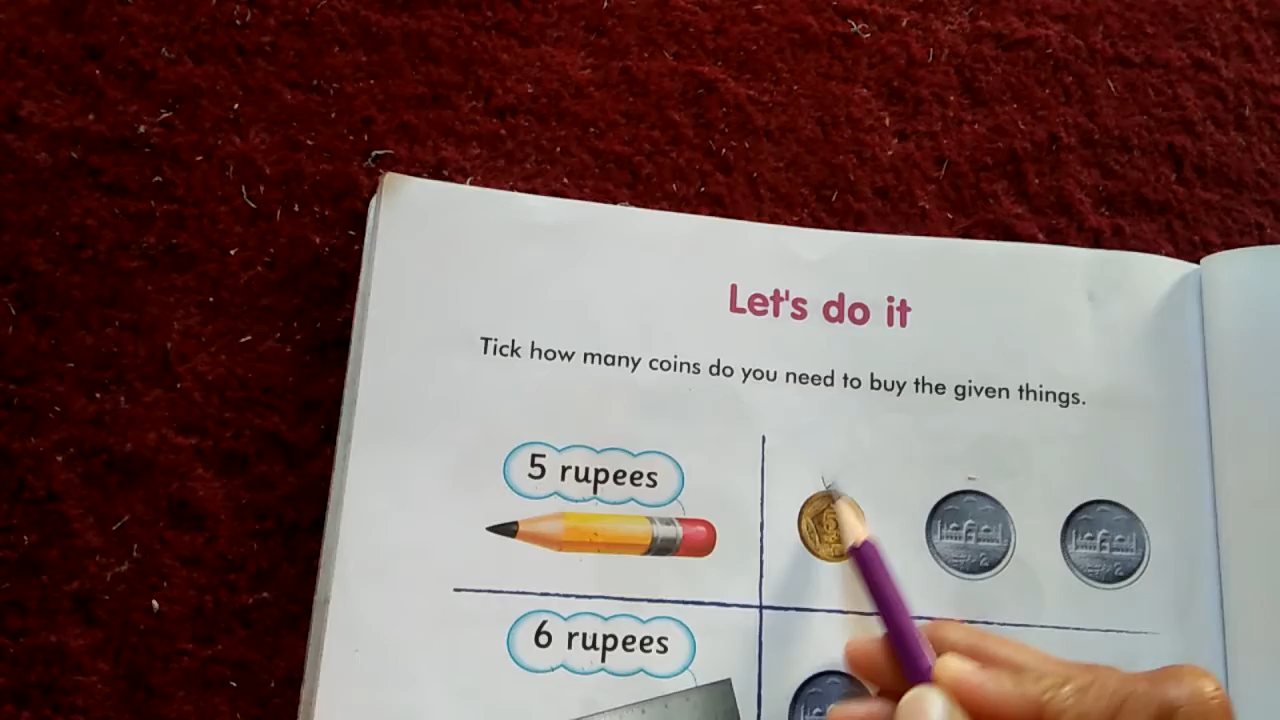 Let's do it
Tick how many coins do you need to buy the given things.
5 rupees
6 rupees